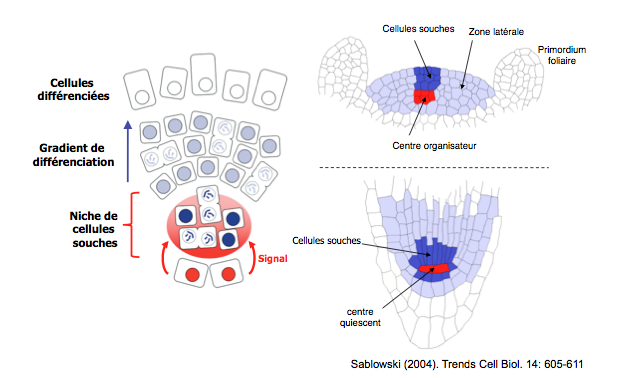 Cellules
différenciées
Gradient de
différenciation
Niche de
cellules
souches
Signal
Cellules souches
Zone latérale
Primordium
foliaire
Centre organisateur
Cellules souches
centre
quiescent
Sablowski (2004). Trends Cell Biol. 14: 605-611